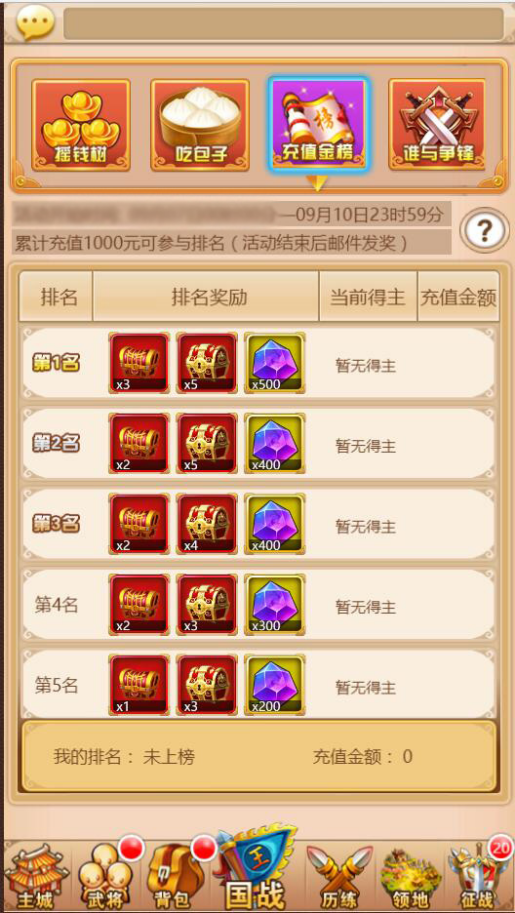 摇钱树 吃包子 充值金榜 谁与争锋
—09月10日23时59分
累计充值1000元可参与排名（活动结束后邮件发奖）
?
排名 排名奖励 当前得主 充值金额
第1名 x3 x5 x500 暂无得主
第2名 x2 x5 x400 暂无得主
第3名 x2 x4 x400 暂无得主
第4名 x2 x3 x300 暂无得主
第5名 x1 x3 x200 暂无得主
我的排名：未上榜 充值金额：0
20
主城 武将 背包 国战 历练 领地 征战